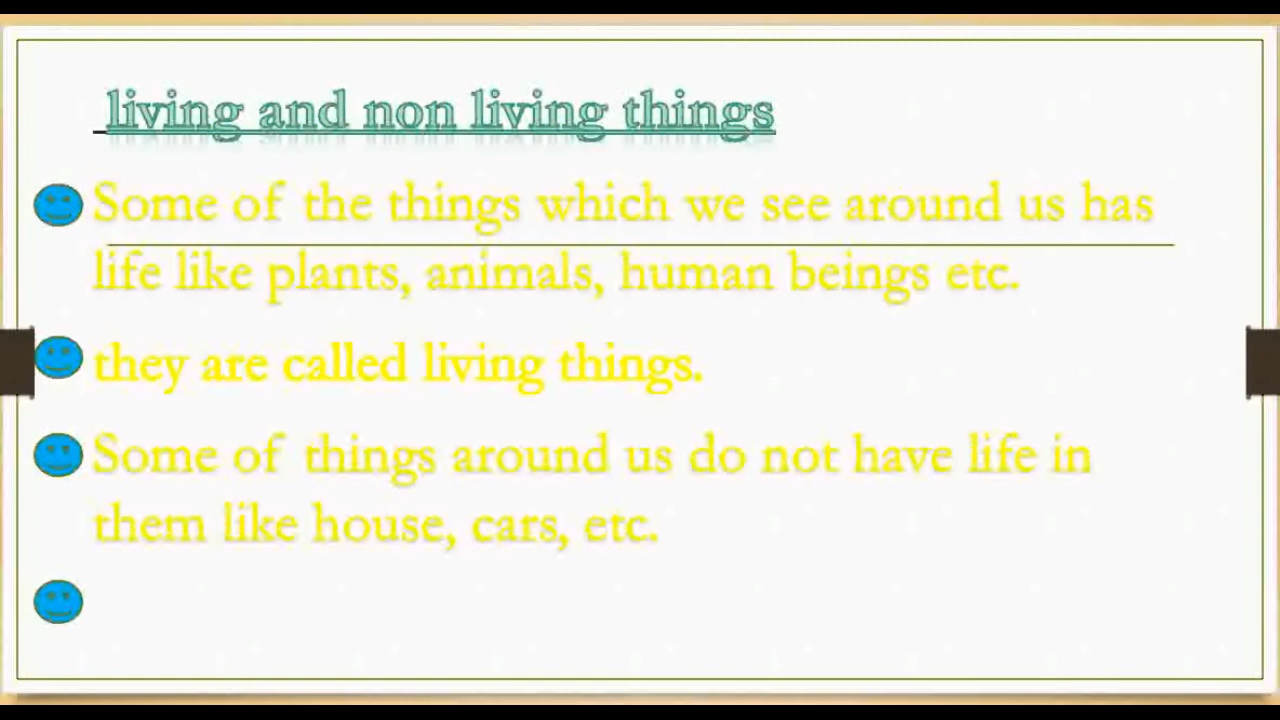 living and non living things
Some of the things which we see around us has
life like plants, animals, human beings etc.
they are called living things.
Some of things around us do not have life in
them like house, cars, etc.